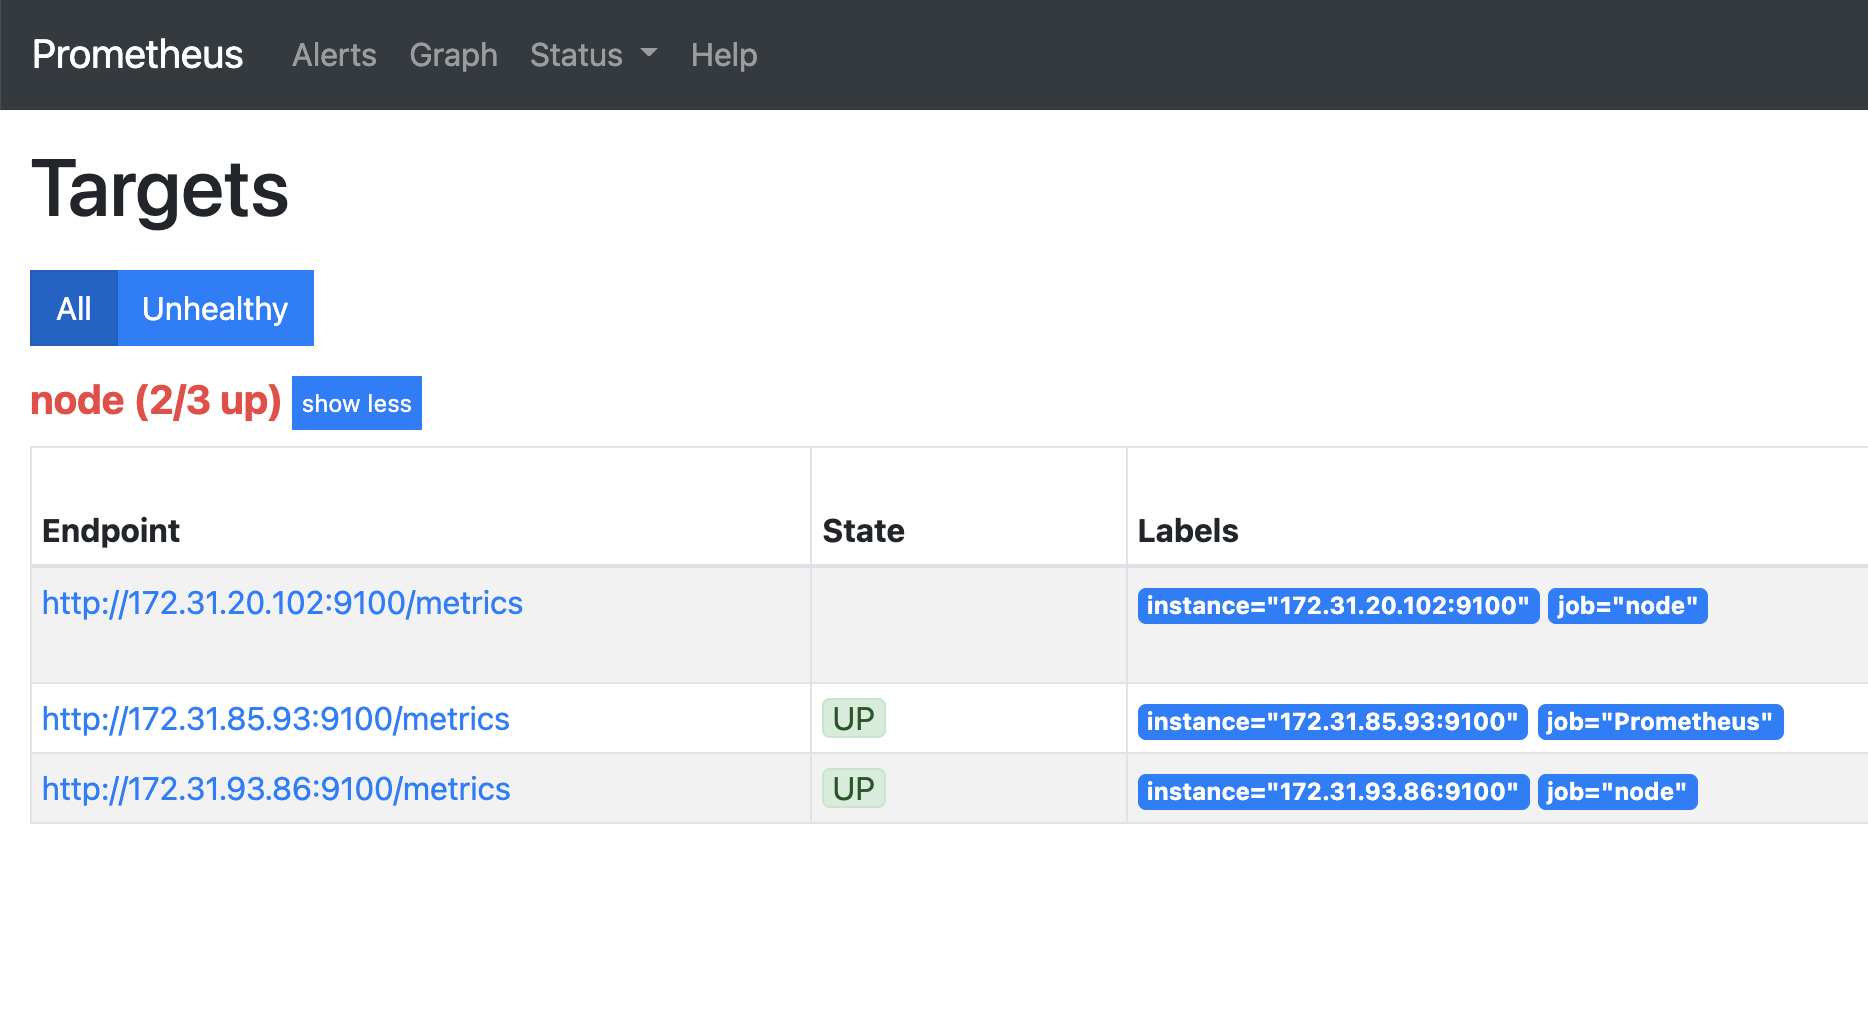 Prometheus Alerts Graph Status Help
Targets
All Unhealthy
node (2/3 up) show less
Endpoint State Labels
http://172.31.20.102:9100/metrics instance="172.31.20.102:9100" job="node"
http://172.31.85.93:9100/metrics UP instance="172.31.85.93:9100" job="Prometheus"
http://172.31.93.86:9100/metrics UP instance="172.31.93.86:9100" job="node"